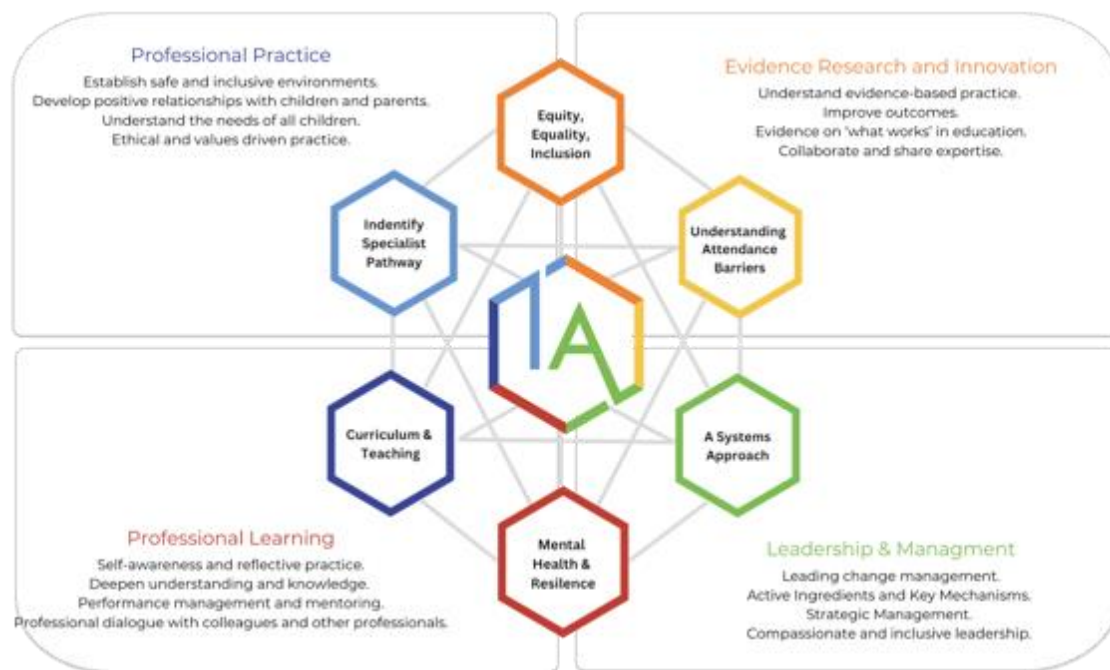 Professional Practice
Establish safe and inclusive environments.
Develop positive relationships with children and parents.
Understand the needs of all children.
Ethical and values driven practice.
Evidence Research and Innovation
Understand evidence-based practice.
Improve outcomes.
Evidence on 'what works' in education.
Collaborate and share expertise.
Equity,
Equality,
Inclusion
Indentify
Specialist
Pathway
Understanding
Attendance
Barriers
1A
Curriculum &
Teaching
A Systems
Approach
Mental
Health &
Resilence
Professional Learning
Self-awareness and reflective practice.
Deepen understanding and knowledge.
Performance management and mentoring.
Professional dialogue with colleagues and other professionals.
Leadership & Managment
Leading change management.
Active Ingredients and Key Mechanisms.
Strategic Management.
Compassionate and inclusive leadership.